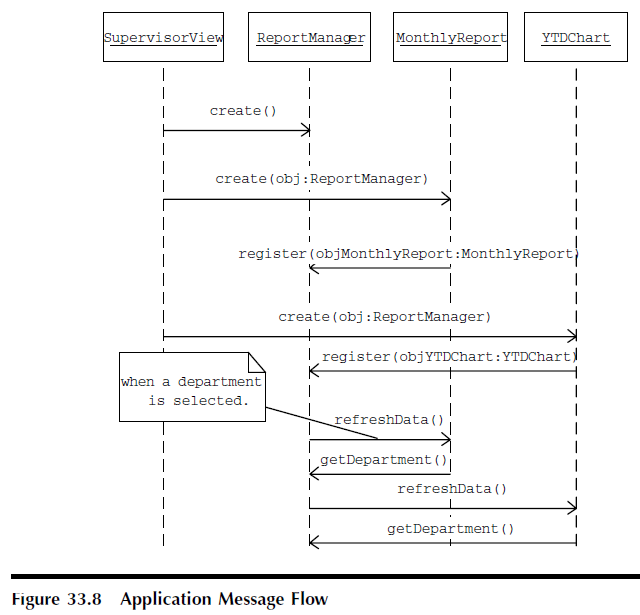 SupervisorView ReportManager MonthlyReport YTDChart
create()
create(obj:ReportManager)
register(objMonthlyReport:MonthlyReport)
create(obj:ReportManager)
register(objYTDChart:YTDChart)
when a department
is selected.
refreshData()
getDepartment()
refreshData()
getDepartment()
Figure 33.8 Application Message Flow